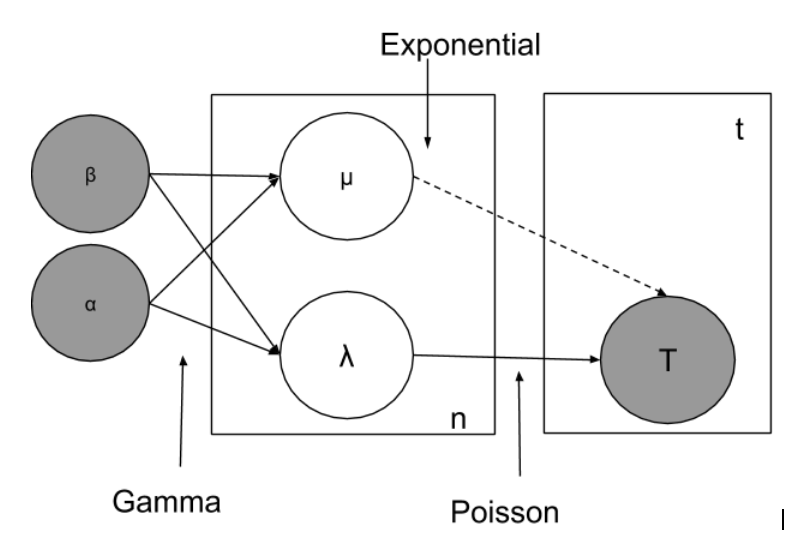 Exponential
t
β
μ
α
λ
T
n
Gamma
Poisson